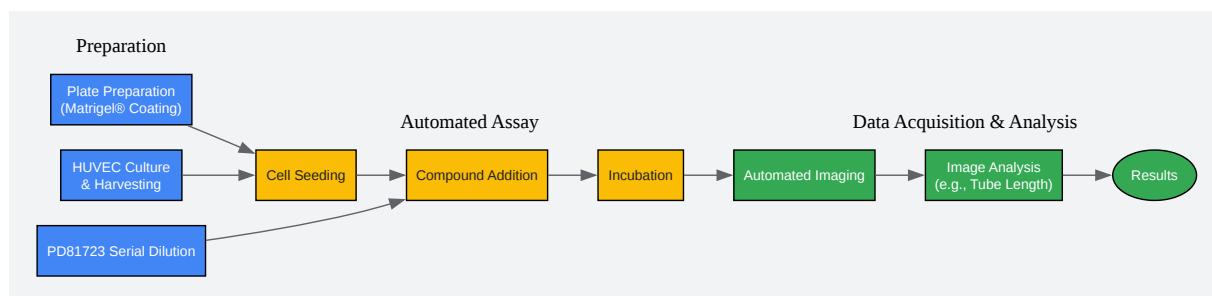 Preparation
Plate Preparation
(Matrigel® Coating)
HUVEC Culture
& Harvesting
PD81723 Serial Dilution
Automated Assay
Cell Seeding
Compound Addition
Incubation
Data Acquisition & Analysis
Automated Imaging
Image Analysis
(e.g., Tube Length)
Results